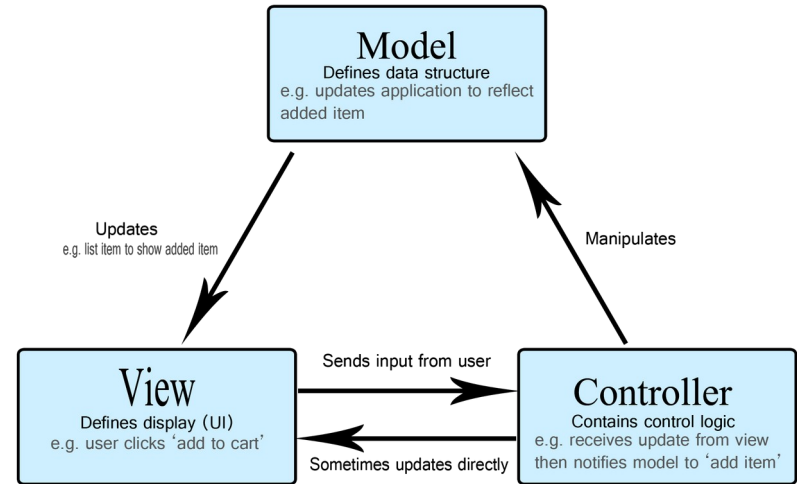 Model
Defines data structure
e.g. updates application to reflect
added item
Updates
e.g. list item to show added item
Manipulates
View
Defines display (UI)
e.g. user clicks ‘add to cart’
Sends input from user
Sometimes updates directly
Controller
Contains control logic
e.g. receives update from view
then notifies model to ‘add item’